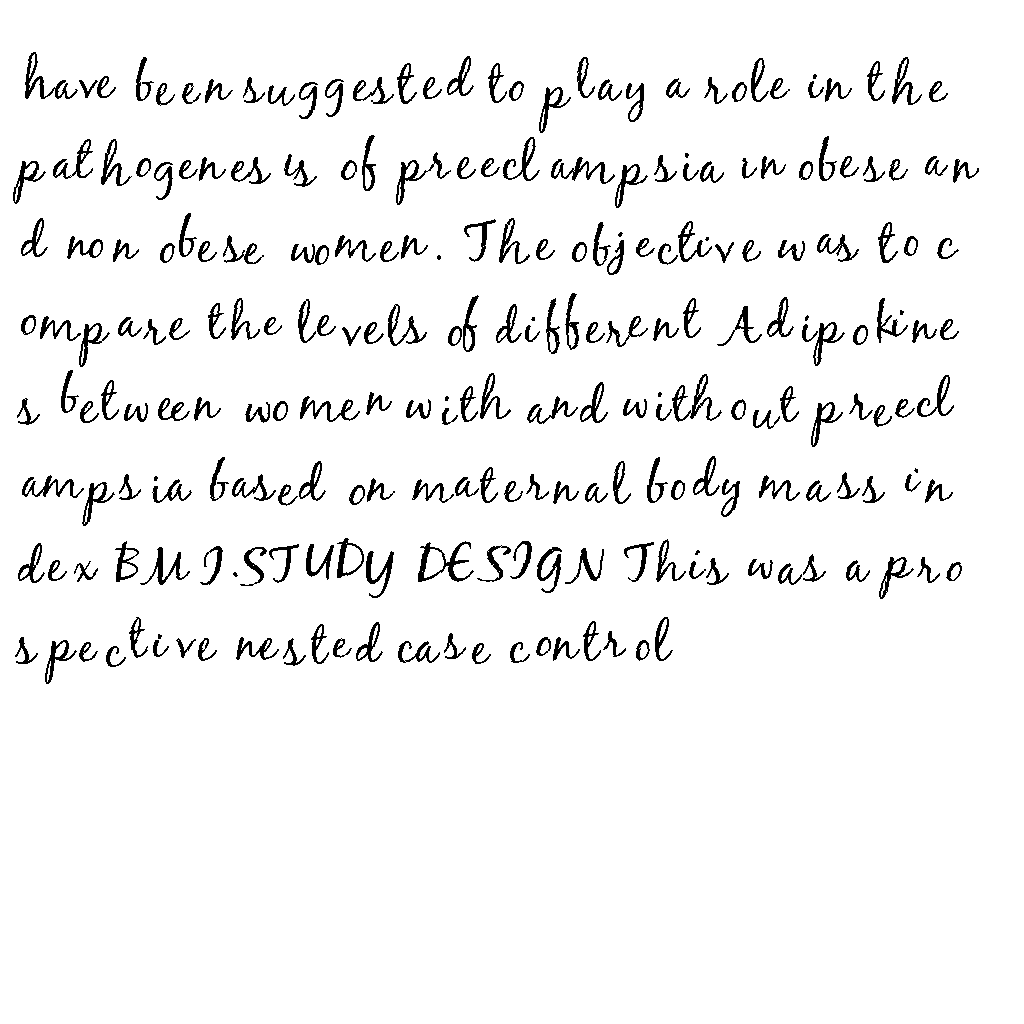 have been suggested to play a role in the
pathogenesis of preeclampsia in obese an
d non obese women. The objective was to c
ompare the levels of different Adipokine
s between women with and without preecl
ampsia based on maternal body mass in
dex BMI.STUDY DESIGN This was a pro
spective nested case control